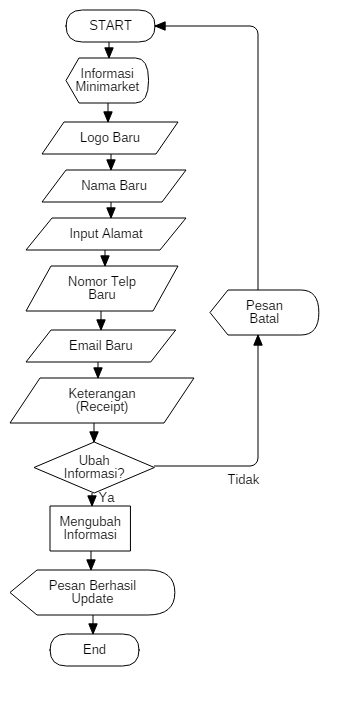 START
Informasi
Minimarket
Logo Baru
Nama Baru
Input Alamat
Nomor Telp
Baru
Email Baru
Keterangan
(Receipt)
Ubah
Informasi?
Ya
Mengubah
Informasi
Pesan Berhasil
Update
End
Pesan
Batal
Tidak